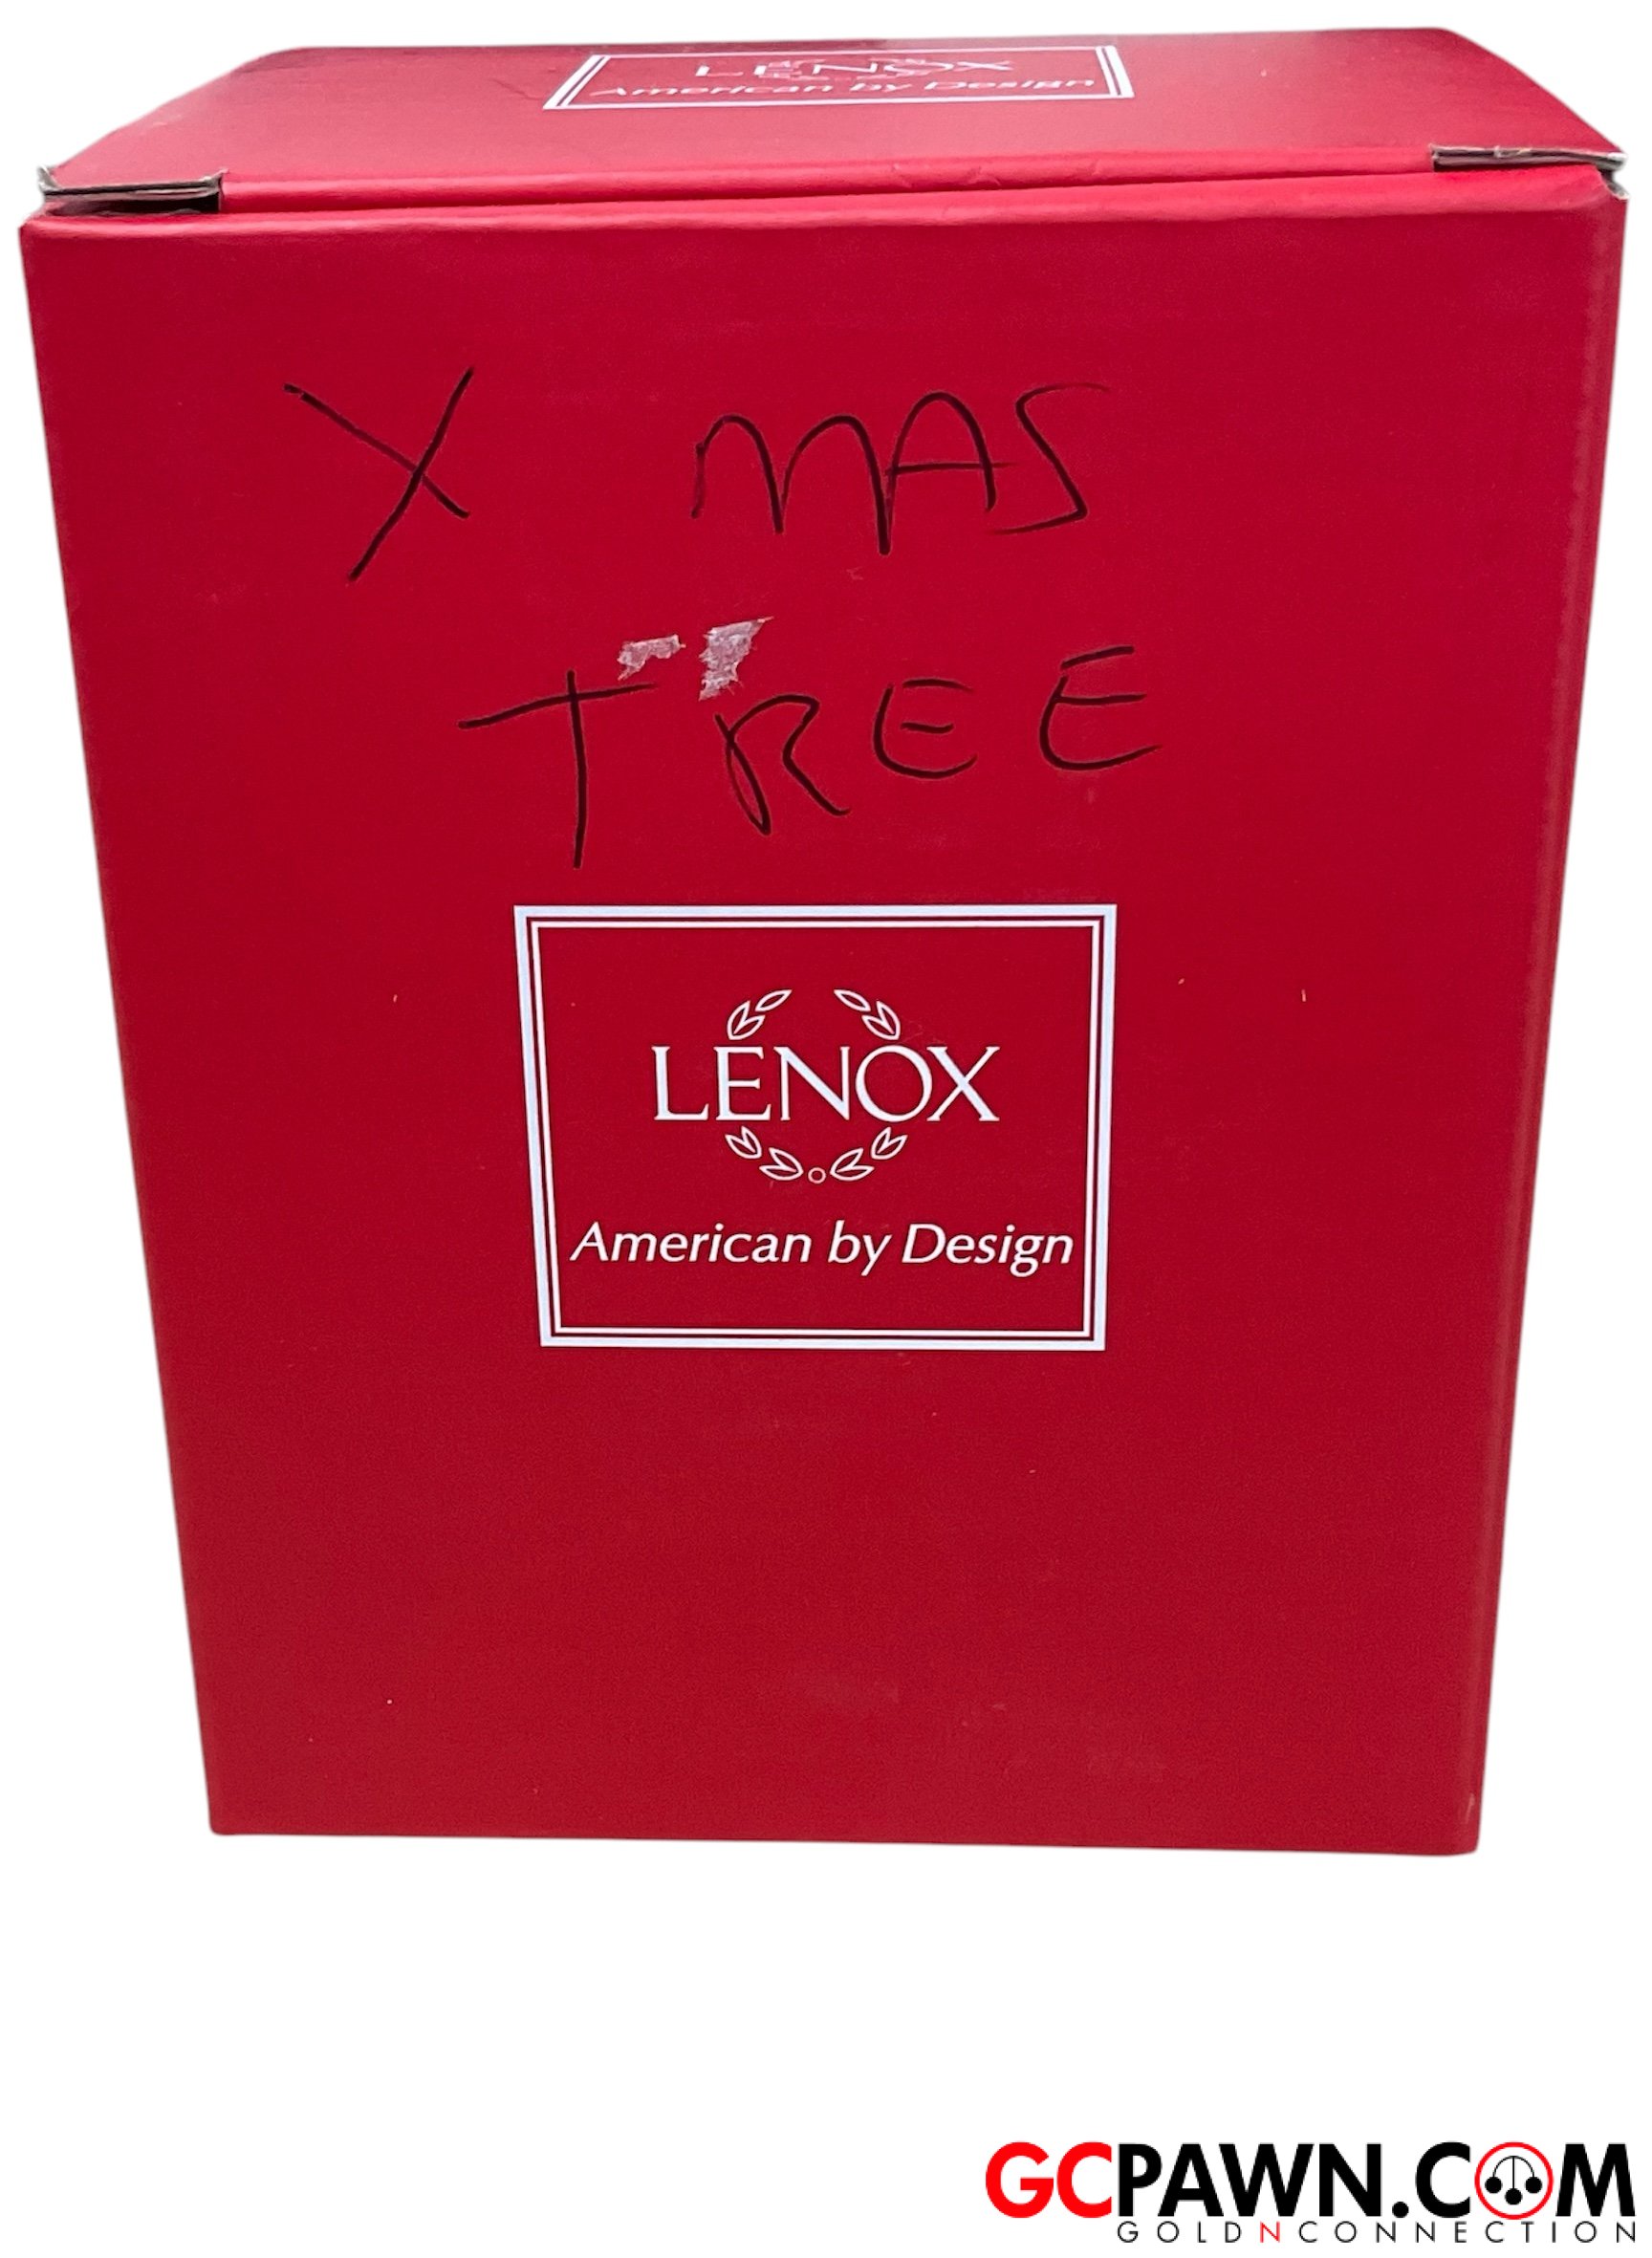 LENOX
American by Design
X MAS
TREE
LENOX
American by Design
GCPAWN.COM
GOLDNCONNECTION